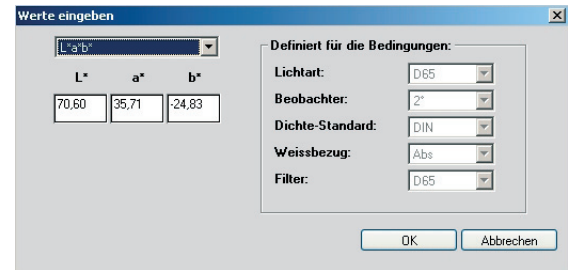 Werte eingeben
L*a*b*
L* a* b*
70,60 35,71 -24,83
Definiert für die Bedingungen:
Lichtart: D65
Beobachter: 2°
Dichte-Standard: DIN
Weissbezug: Abs
Filter: D65
OK Abbrechen